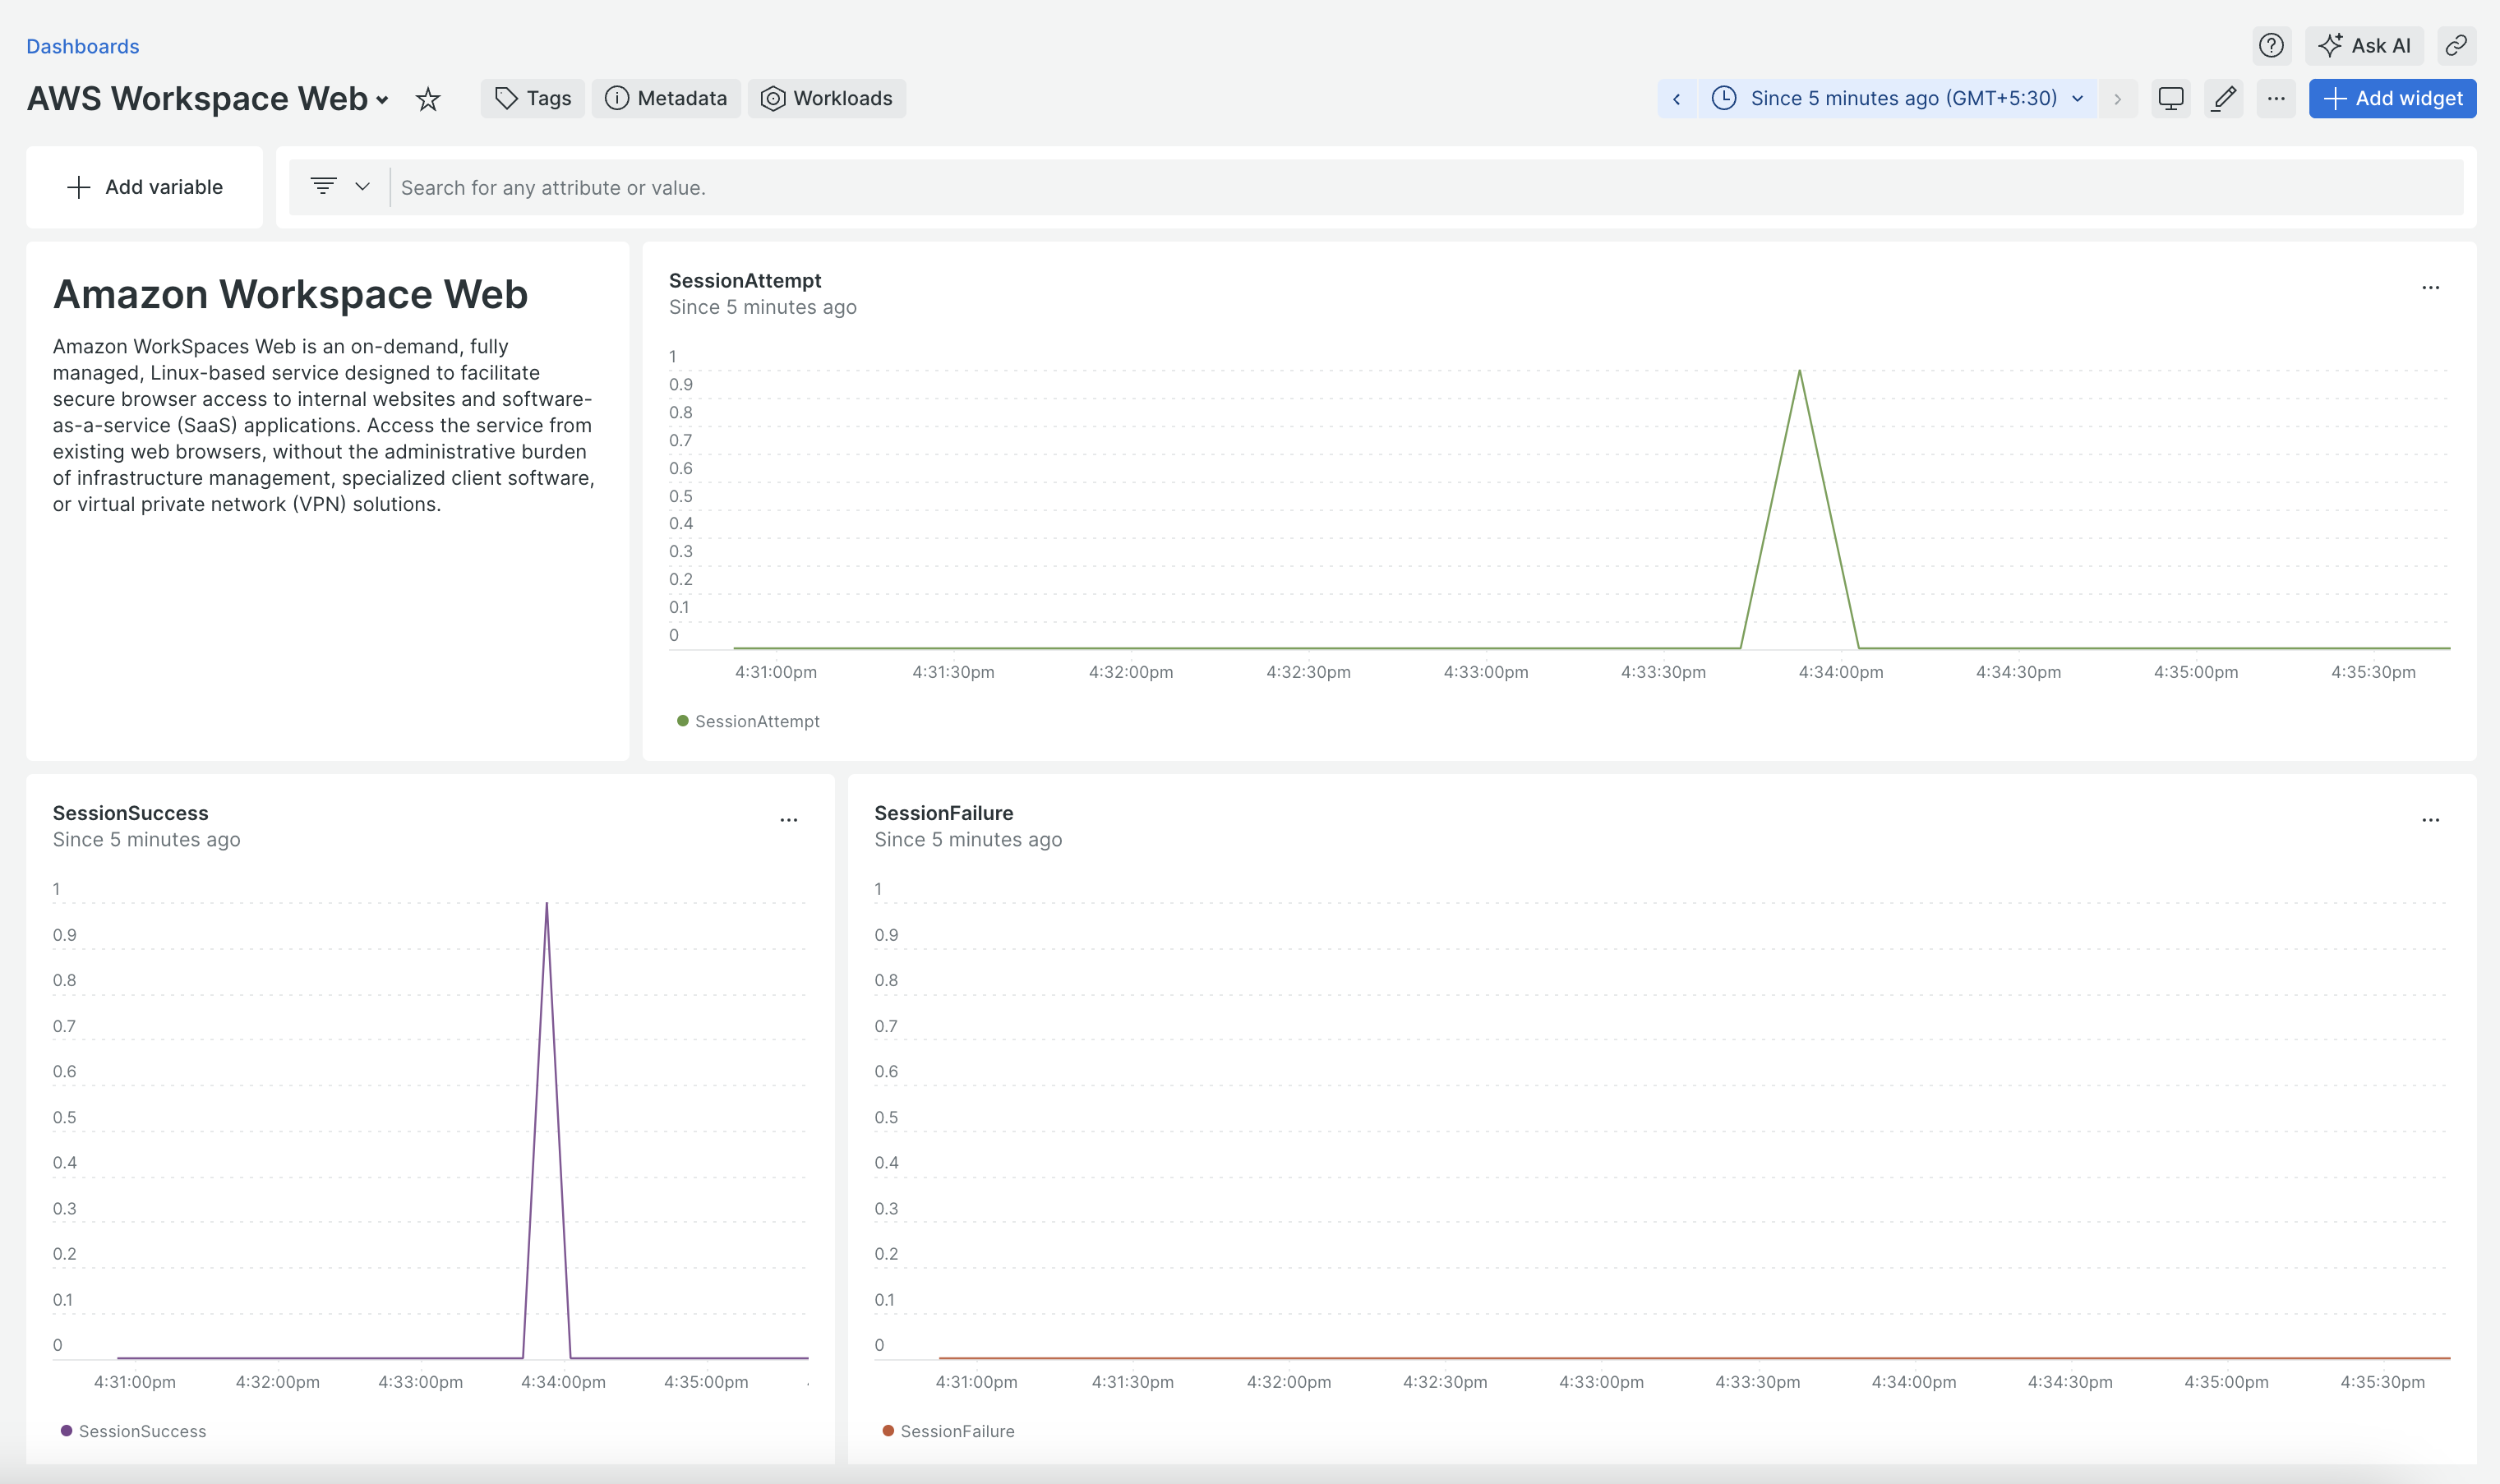 Dashboards
Ask AI
AWS Workspace Web
Tags
Metadata
Workloads
Since 5 minutes ago (GMT+5:30)
Add widget
Add variable
Search for any attribute or value.
Amazon Workspace Web
Amazon WorkSpaces Web is an on-demand, fully
managed, Linux-based service designed to facilitate
secure browser access to internal websites and software-
as-a-service (SaaS) applications. Access the service from
existing web browsers, without the administrative burden
of infrastructure management, specialized client software,
or virtual private network (VPN) solutions.
SessionAttempt
Since 5 minutes ago
1
0.9
0.8
0.7
0.6
0.5
0.4
0.3
0.2
0.1
0
4:31:00pm 4:31:30pm 4:32:00pm 4:32:30pm 4:33:00pm 4:33:30pm 4:34:00pm 4:34:30pm 4:35:00pm 4:35:30pm
SessionAttempt
SessionSuccess
Since 5 minutes ago
1
0.9
0.8
0.7
0.6
0.5
0.4
0.3
0.2
0.1
0
4:31:00pm 4:32:00pm 4:33:00pm 4:34:00pm 4:35:00pm
SessionSuccess
SessionFailure
Since 5 minutes ago
1
0.9
0.8
0.7
0.6
0.5
0.4
0.3
0.2
0.1
0
4:31:00pm 4:31:30pm 4:32:00pm 4:32:30pm 4:33:00pm 4:33:30pm 4:34:00pm 4:34:30pm 4:35:00pm 4:35:30pm
SessionFailure